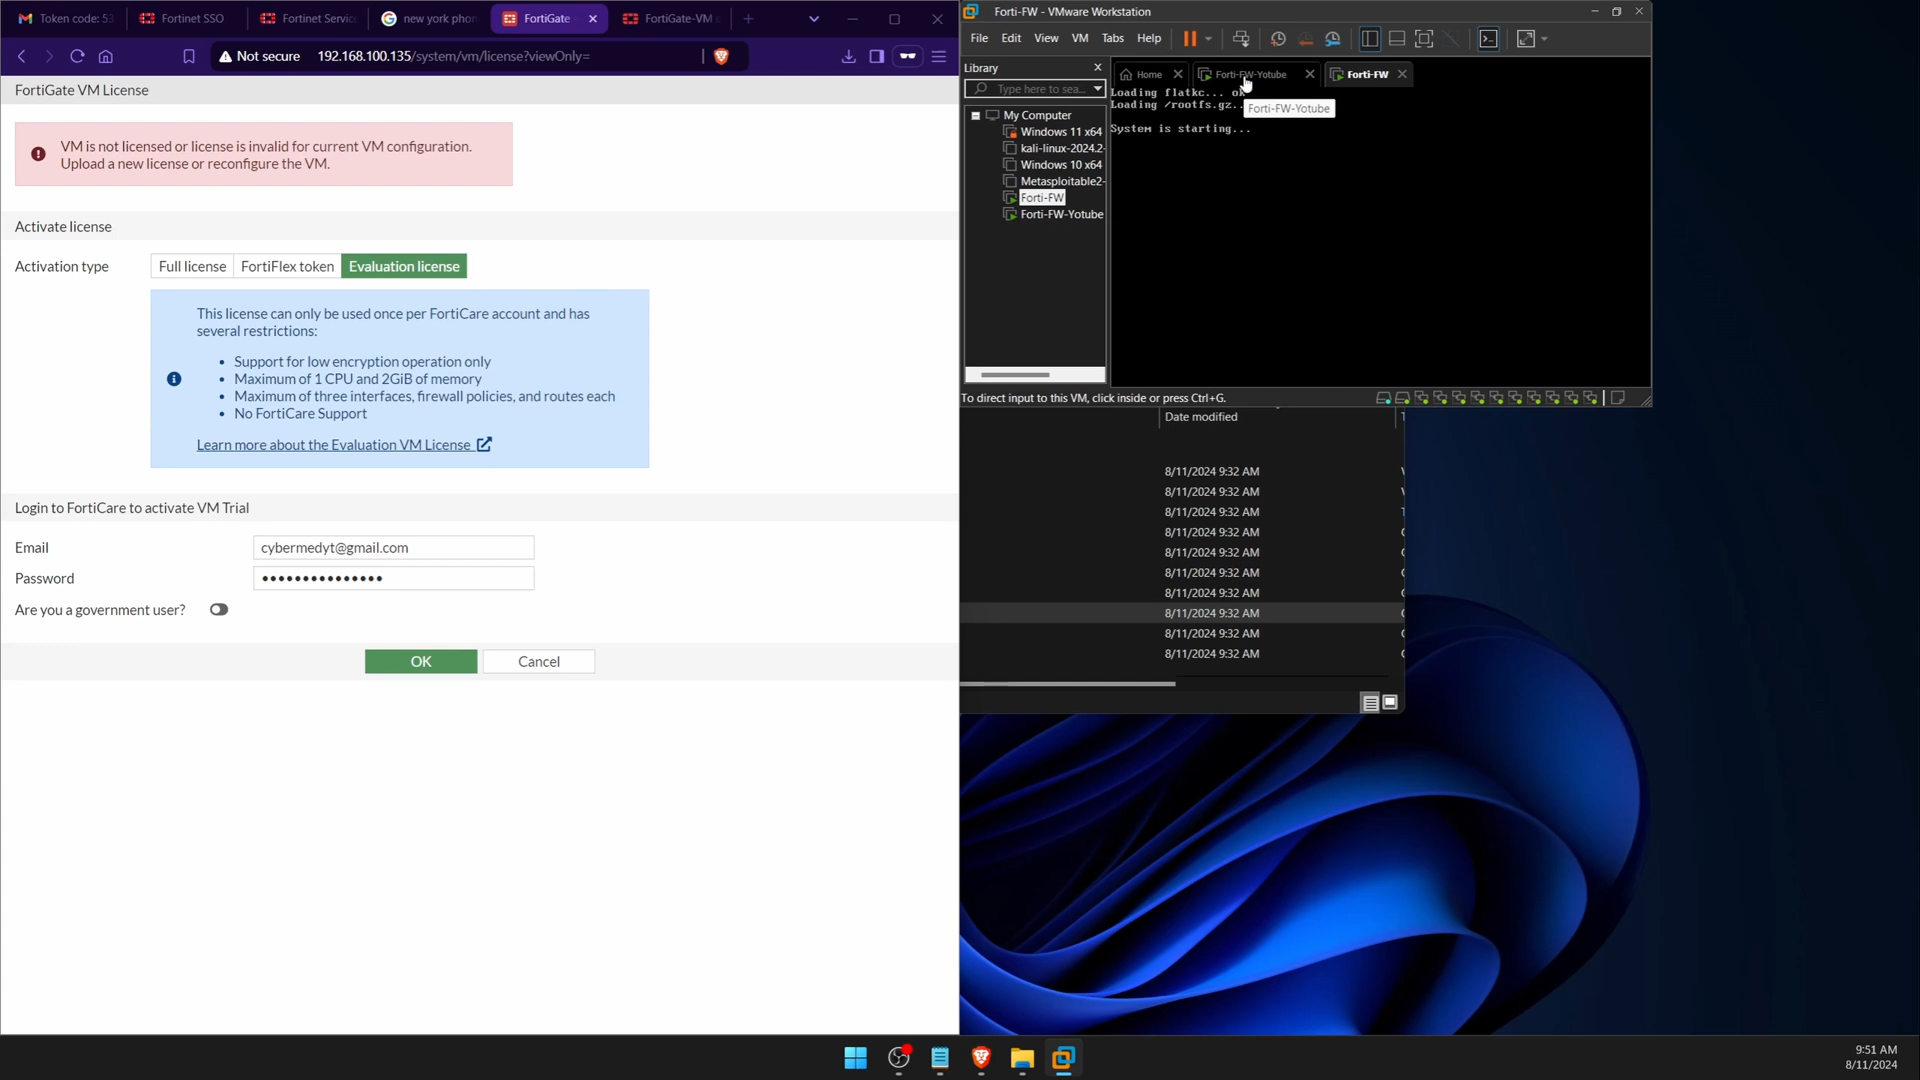 Token code: 53
Fortinet SSO
Fortinet Servic
new york phon
FortiGate
FortiGate-VM
Not secure
192.168.100.135/system/vm/license?viewOnly=
FortiGate VM License
VM is not licensed or license is invalid for current VM configuration.
Upload a new license or reconfigure the VM.
Activate license
Activation type
Full license
FortiFlex token
Evaluation license
This license can only be used once per FortiCare account and has
several restrictions:
• Support for low encryption operation only
• Maximum of 1 CPU and 2GiB of memory
• Maximum of three interfaces, firewall policies, and routes each
• No FortiCare Support
Learn more about the Evaluation VM License
Login to FortiCare to activate VM Trial
Email
cybermedyt@gmail.com
Password
•••••••••••••••
Are you a government user?
OK
Cancel
Forti-FW - VMware Workstation
File Edit View VM Tabs Help
Library
Type here to sea...
My Computer
Windows 11 x64
kali-linux-2024.2-
Windows 10 x64
Metasploitable2-
Forti-FW
Forti-FW-Yotube
Home
Forti-FW-Yotube
Forti-FW
Loading flatkc... ok
Loading /rootfs.gz..
Forti-FW-Yotube
System is starting...
To direct input to this VM, click inside or press Ctrl+G.
Date modified
8/11/2024 9:32 AM
8/11/2024 9:32 AM
8/11/2024 9:32 AM
8/11/2024 9:32 AM
8/11/2024 9:32 AM
8/11/2024 9:32 AM
8/11/2024 9:32 AM
8/11/2024 9:32 AM
8/11/2024 9:32 AM
8/11/2024 9:32 AM
9:51 AM
8/11/2024